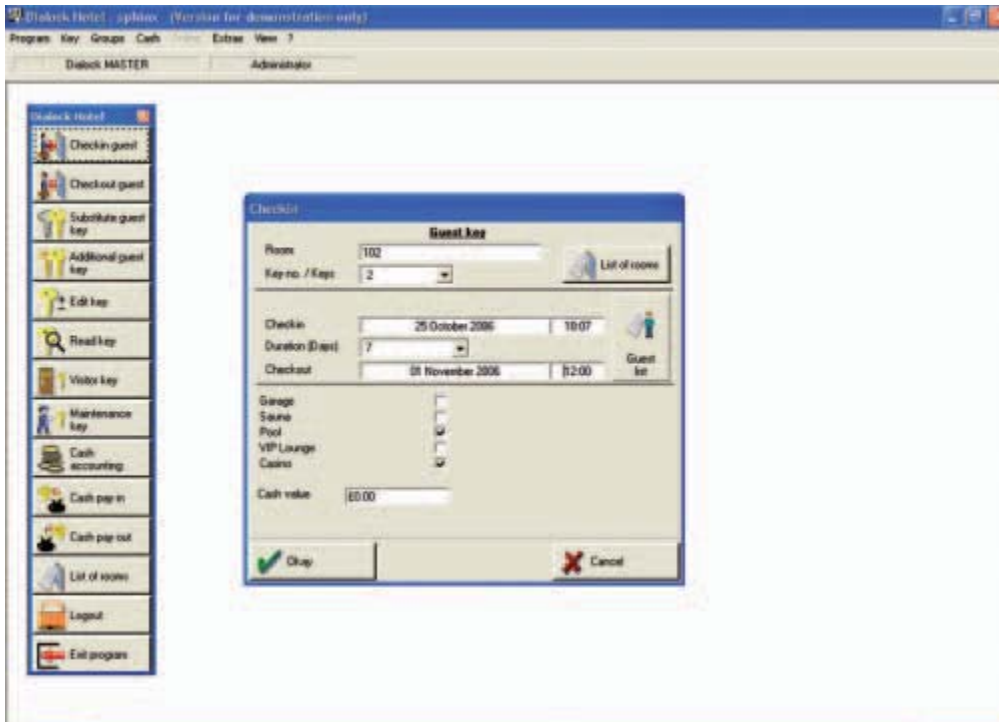 Dialock Hotel - sphinx (Version for demonstration only)
Program Key Groups Cash Extras View ?
Dialock MASTER Administrator
Dialock Hotel
Checkin guest
Checkout guest
Substitute guest key
Additional guest key
Edit key
Read key
Visitor key
Maintenance key
Cash accounting
Cash pay in
Cash pay out
List of rooms
Logout
Exit program
Checkin
Guest key
Room 102
Key no. / Keys 2
List of rooms
Checkin 25 October 2006 10:07
Duration (Days) 7
Checkout 01 November 2006 12:00
Guest list
Garage
Sauna
Pool
VIP Lounge
Casino
Cash value £0.00
Okay Cancel